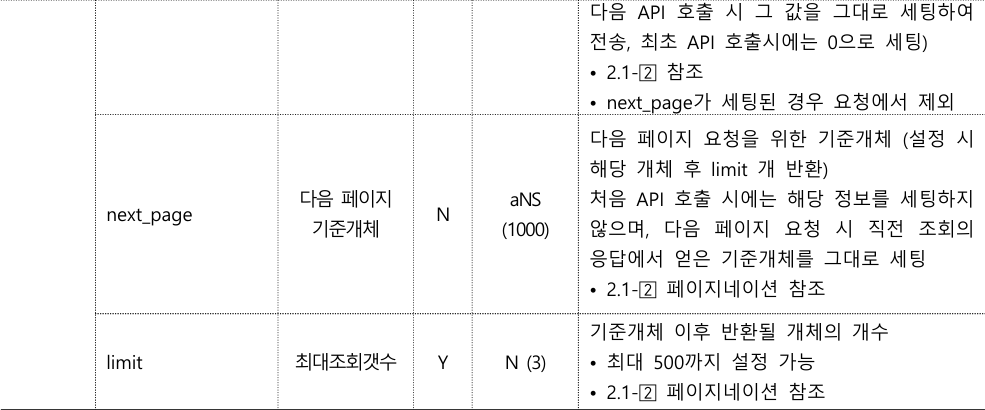 다음 API 호출 시 그 값을 그대로 세팅하여
전송, 최초 API 호출시에는 0으로 세팅)
• 2.1-② 참조
• next_page가 세팅된 경우 요청에서 제외
next_page
다음 페이지
기준개체
N
aNS
(1000)
다음 페이지 요청을 위한 기준개체 (설정 시
해당 개체 후 limit 개 반환)
처음 API 호출 시에는 해당 정보를 세팅하지
않으며, 다음 페이지 요청 시 직전 조회의
응답에서 얻은 기준개체를 그대로 세팅
• 2.1-② 페이지네이션 참조
limit
최대조회갯수
Y
N (3)
기준개체 이후 반환될 개체의 개수
• 최대 500까지 설정 가능
• 2.1-② 페이지네이션 참조